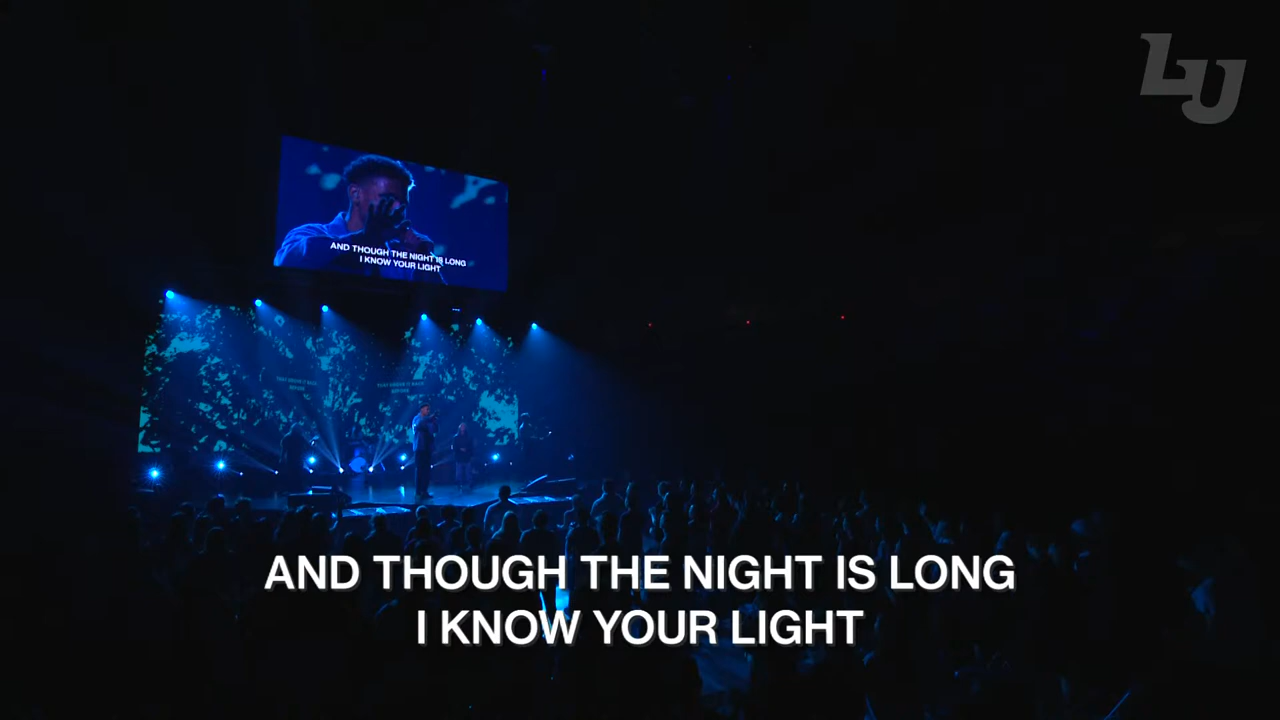 LU
AND THOUGH THE NIGHT IS LONG
I KNOW YOUR LIGHT
AND THOUGH THE NIGHT IS LONG
I KNOW YOUR LIGHT